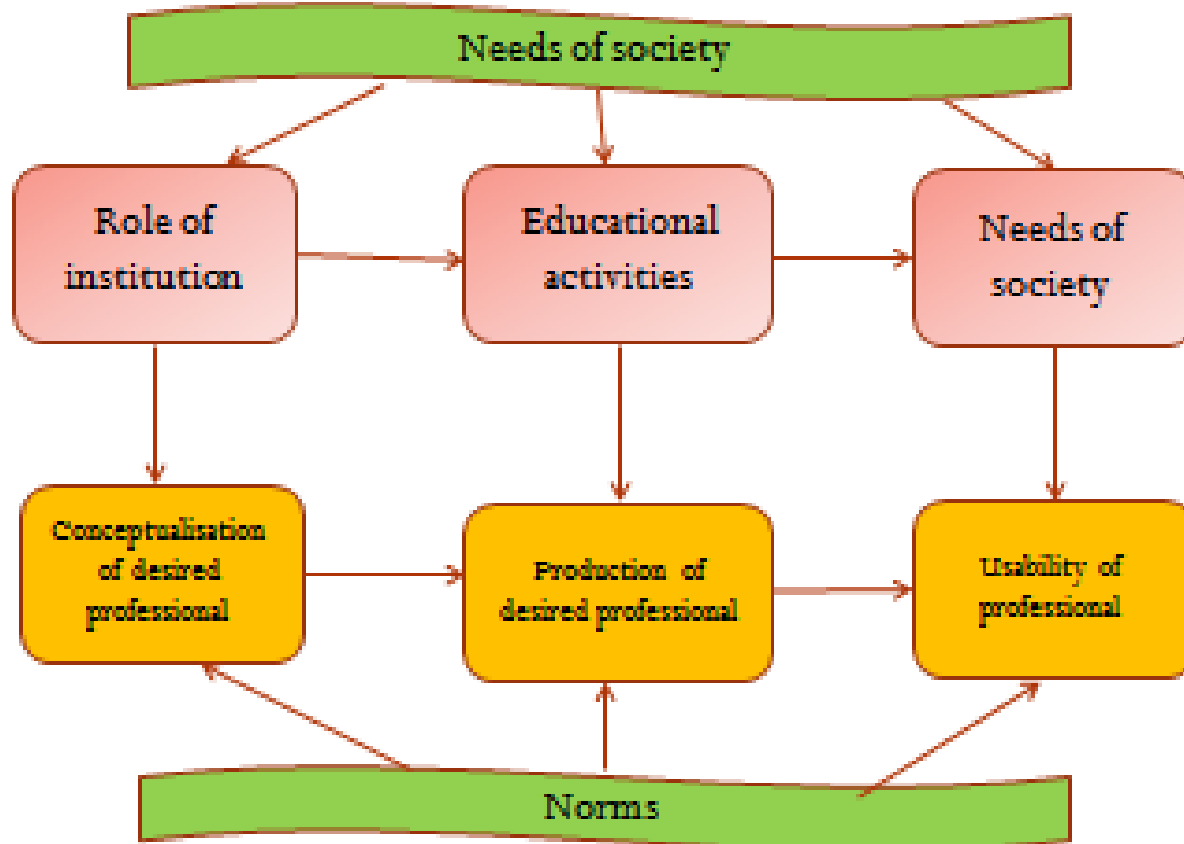 Needs of society
Role of
institution
Educational
activities
Needs of
society
Conceptualisation
of desired
professional
Production of
desired professional
Usability of
professional
Norms